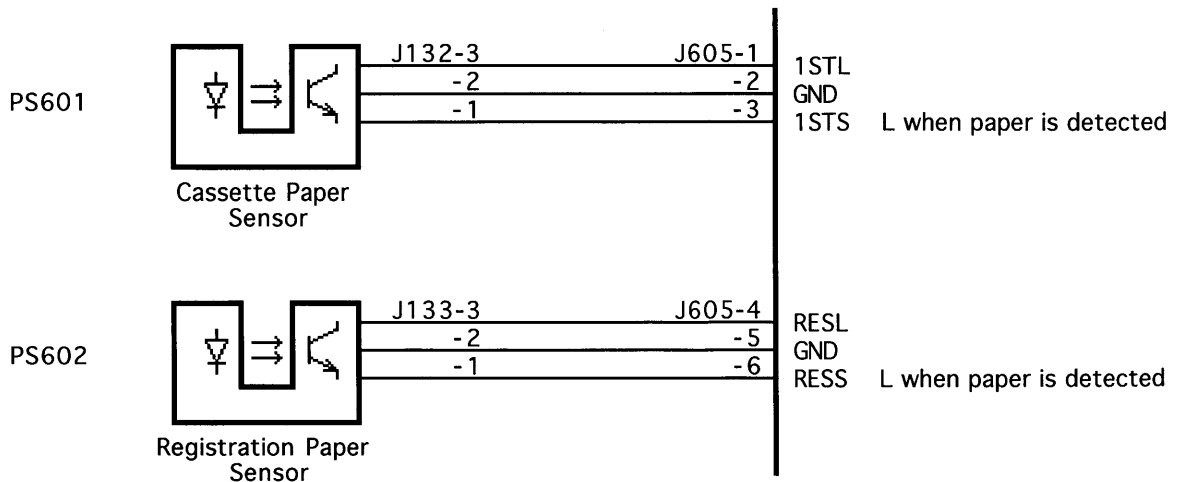 J132-3 J605-1 1STL
-2 -2 GND
PS601 -1 -3 1STS L when paper is detected
Cassette Paper
Sensor
J133-3 J605-4 RESL
-2 -5 GND
PS602 -1 -6 RESS L when paper is detected
Registration Paper
Sensor